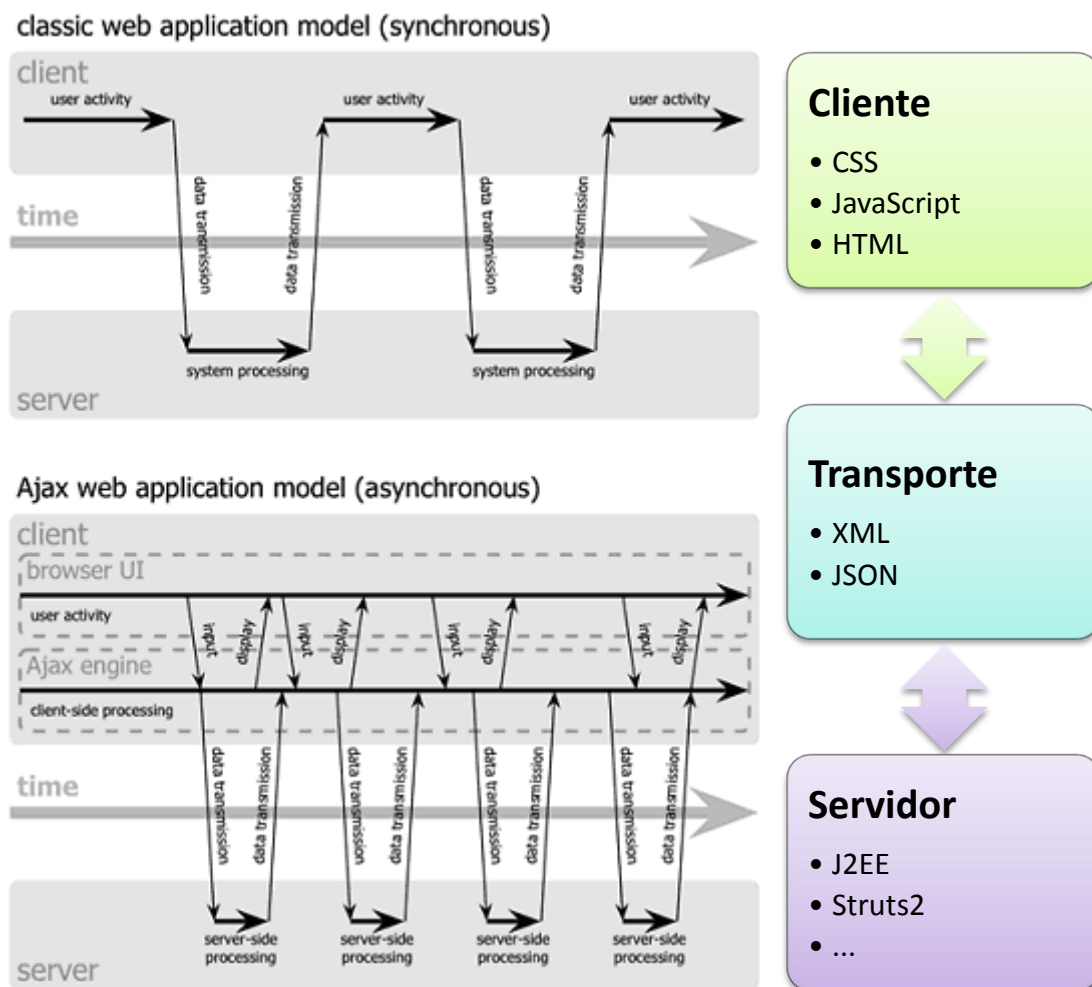 classic web application model (synchronous)
client
user activity
user activity
user activity
data transmission
data transmission
data transmission
data transmission
time
system processing
system processing
server
Ajax web application model (asynchronous)
client
browser UI
user activity
input
display
input
display
input
display
input
display
Ajax engine
client-side processing
data transmission
data transmission
data transmission
data transmission
data transmission
data transmission
data transmission
data transmission
time
server-side
processing
server-side
processing
server-side
processing
server-side
processing
server
Cliente
• CSS
• JavaScript
• HTML
Transporte
• XML
• JSON
Servidor
• J2EE
• Struts2
• ...